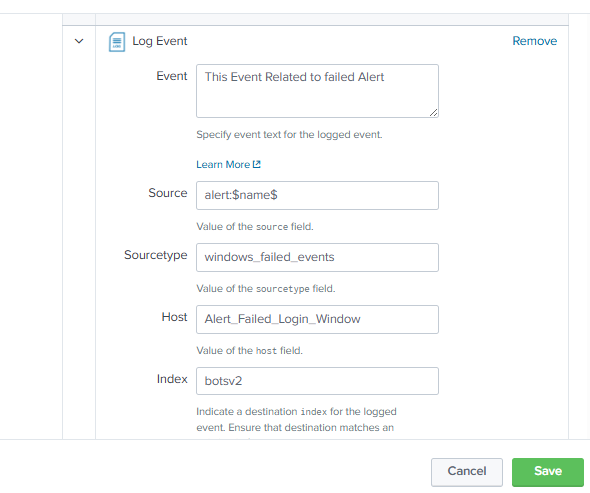 Log Event
Remove
Event
This Event Related to failed Alert
Specify event text for the logged event.
Learn More
Source
alert:$name$
Value of the source field.
Sourcetype
windows_failed_events
Value of the sourcetype field.
Host
Alert_Failed_Login_Window
Value of the host field.
Index
botsv2
Indicate a destination index for the logged
event. Ensure that destination matches an
Cancel
Save